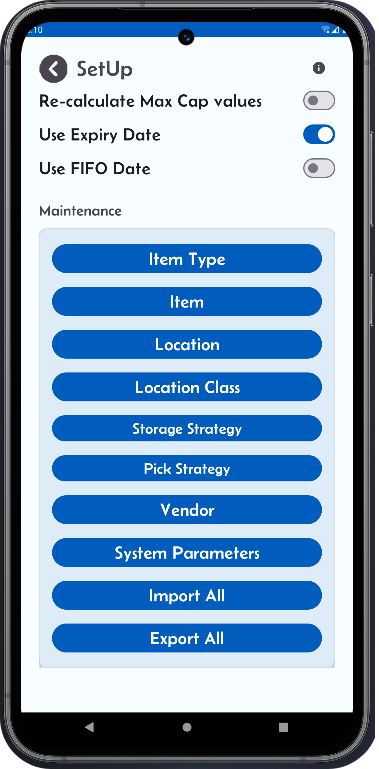 :10
SetUp
Re-calculate Max Cap values
Use Expiry Date
Use FIFO Date
Maintenance
Item Type
Item
Location
Location Class
Storage Strategy
Pick Strategy
Vendor
System Parameters
Import All
Export All